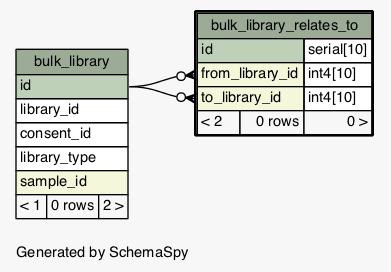 bulk_library_relates_to
id serial[10]
from_library_id int4[10]
to_library_id int4[10]
< 2 0 rows 0 >
bulk_library
id
library_id
consent_id
library_type
sample_id
< 1 0 rows 2 >
Generated by SchemaSpy